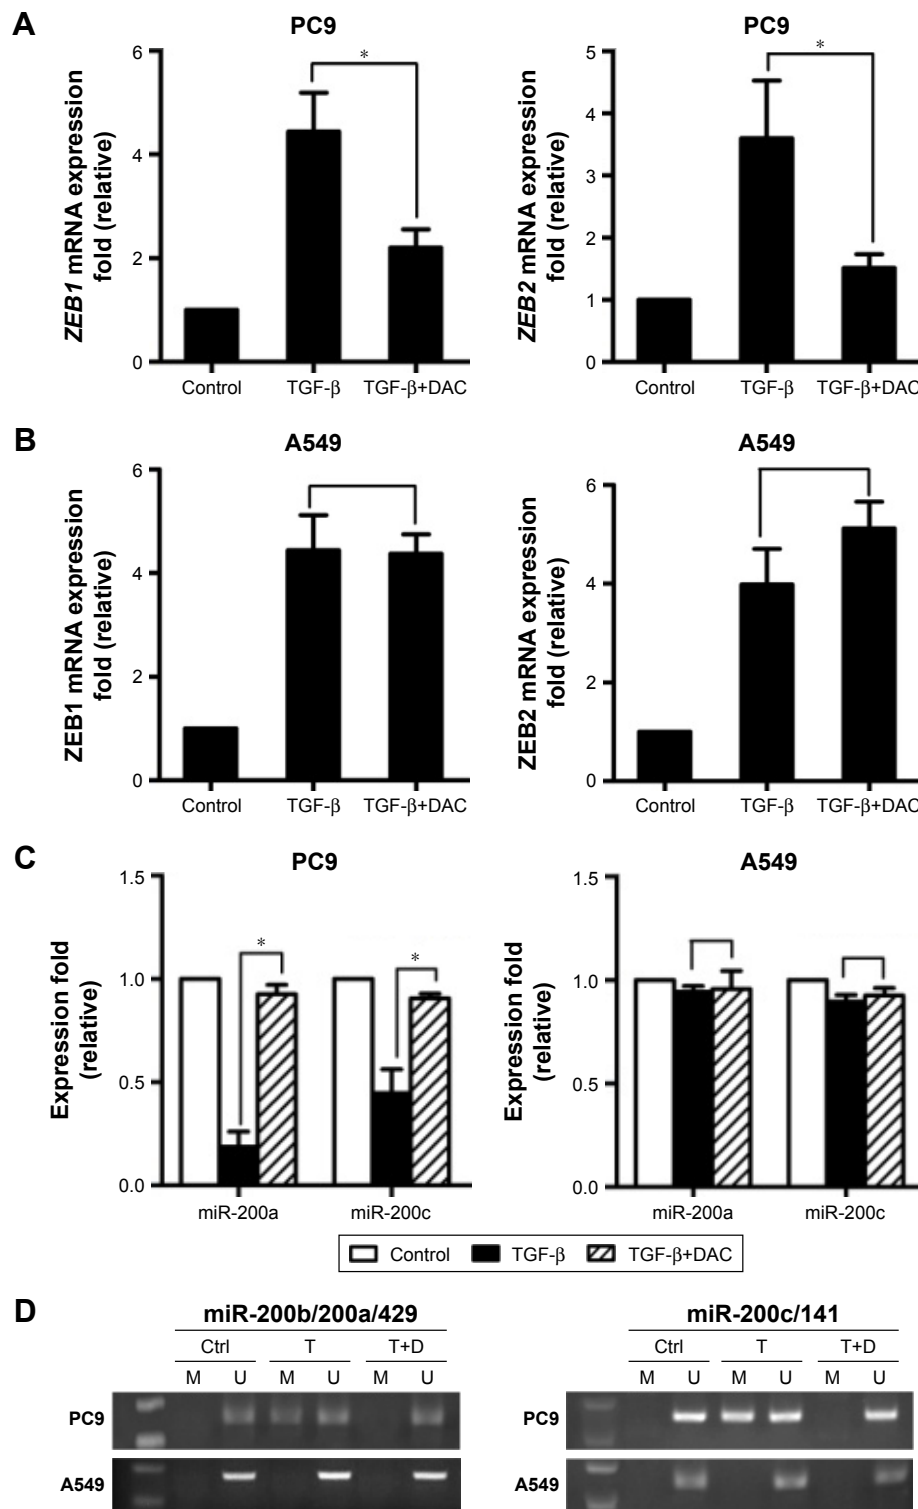 A
PC9
ZEB1 mRNA expression
fold (relative)
6
4
2
0
*
Control
TGF-β
TGF-β+DAC
PC9
ZEB2 mRNA expression
fold (relative)
5
4
3
2
1
0
*
Control
TGF-β
TGF-β+DAC
B
A549
ZEB1 mRNA expression
fold (relative)
6
4
2
0
Control
TGF-β
TGF-β+DAC
A549
ZEB2 mRNA expression
fold (relative)
6
4
2
0
Control
TGF-β
TGF-β+DAC
C
PC9
Expression fold
(relative)
1.5
1.0
0.5
0.0
*
*
miR-200a
miR-200c
A549
Expression fold
(relative)
1.5
1.0
0.5
0.0
miR-200a
miR-200c
Control
TGF-β
TGF-β+DAC
D
miR-200b/200a/429
Ctrl T T+D
M U M U M U
PC9
A549
miR-200c/141
Ctrl T T+D
M U M U M U
PC9
A549